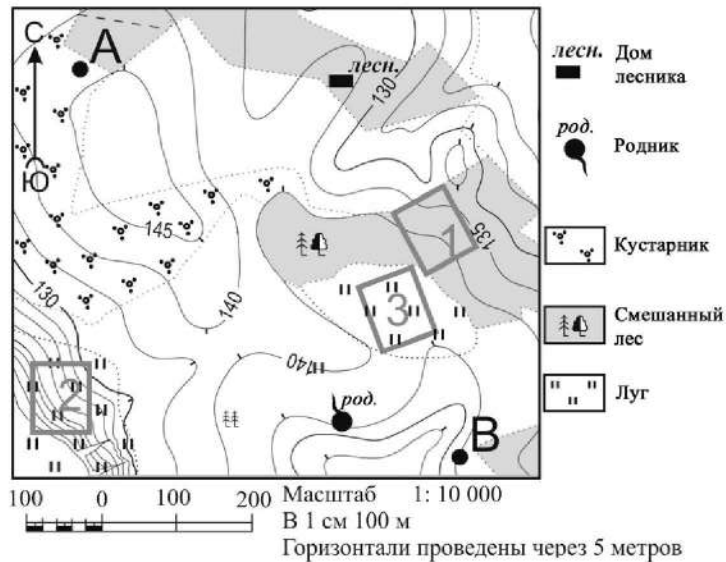 С
А
лесн.
130
Ю
145
1
135
3
140
130
140
2
род.
В
лесн. Дом
лесника
род. Родник
Кустарник
Смешанный
лес
Луг
100 0 100 200
Масштаб 1: 10 000
В 1 см 100 м
Горизонтали проведены через 5 метров